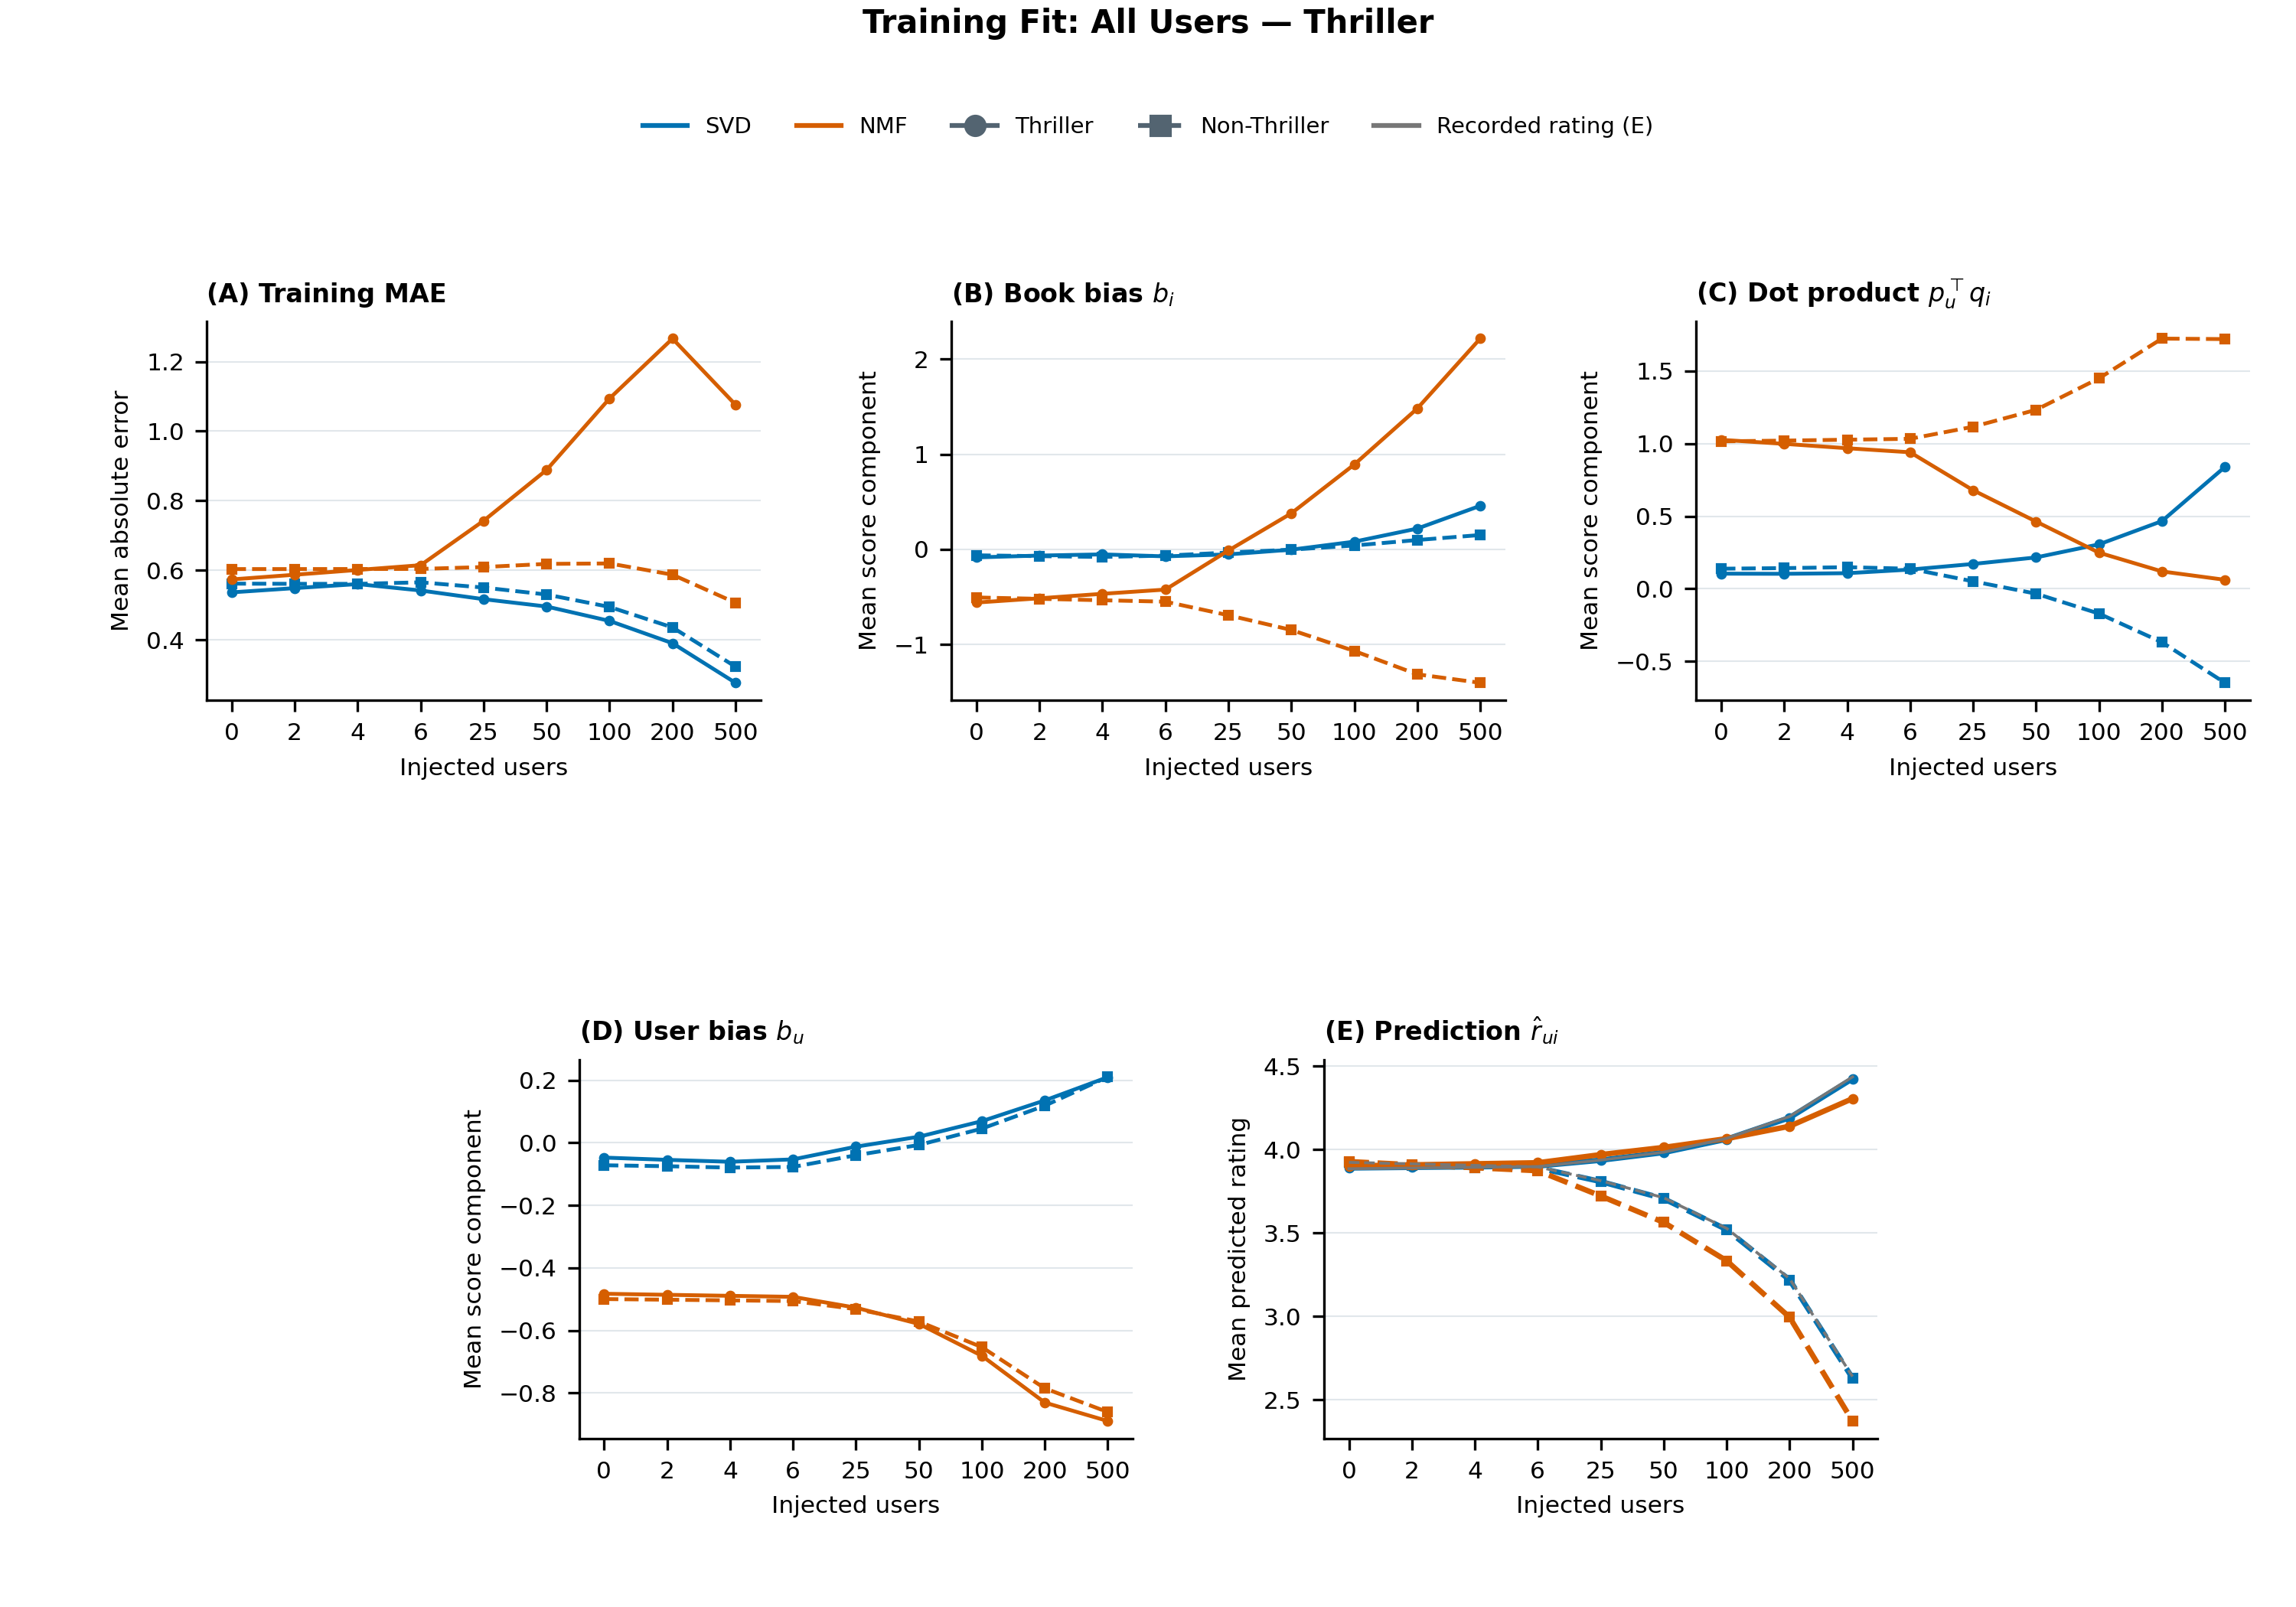 Training Fit: All Users — Thriller
SVD NMF Thriller Non-Thriller Recorded rating (E)
(A) Training MAE
Mean absolute error
1.2
1.0
0.8
0.6
0.4
0 2 4 6 25 50 100 200 500
Injected users
(B) Book bias b_i
Mean score component
2
1
0
−1
0 2 4 6 25 50 100 200 500
Injected users
(C) Dot product p_u^⊤ q_i
Mean score component
1.5
1.0
0.5
0.0
−0.5
0 2 4 6 25 50 100 200 500
Injected users
(D) User bias b_u
Mean score component
0.2
0.0
−0.2
−0.4
−0.6
−0.8
0 2 4 6 25 50 100 200 500
Injected users
(E) Prediction r̂_ui
Mean predicted rating
4.5
4.0
3.5
3.0
2.5
0 2 4 6 25 50 100 200 500
Injected users